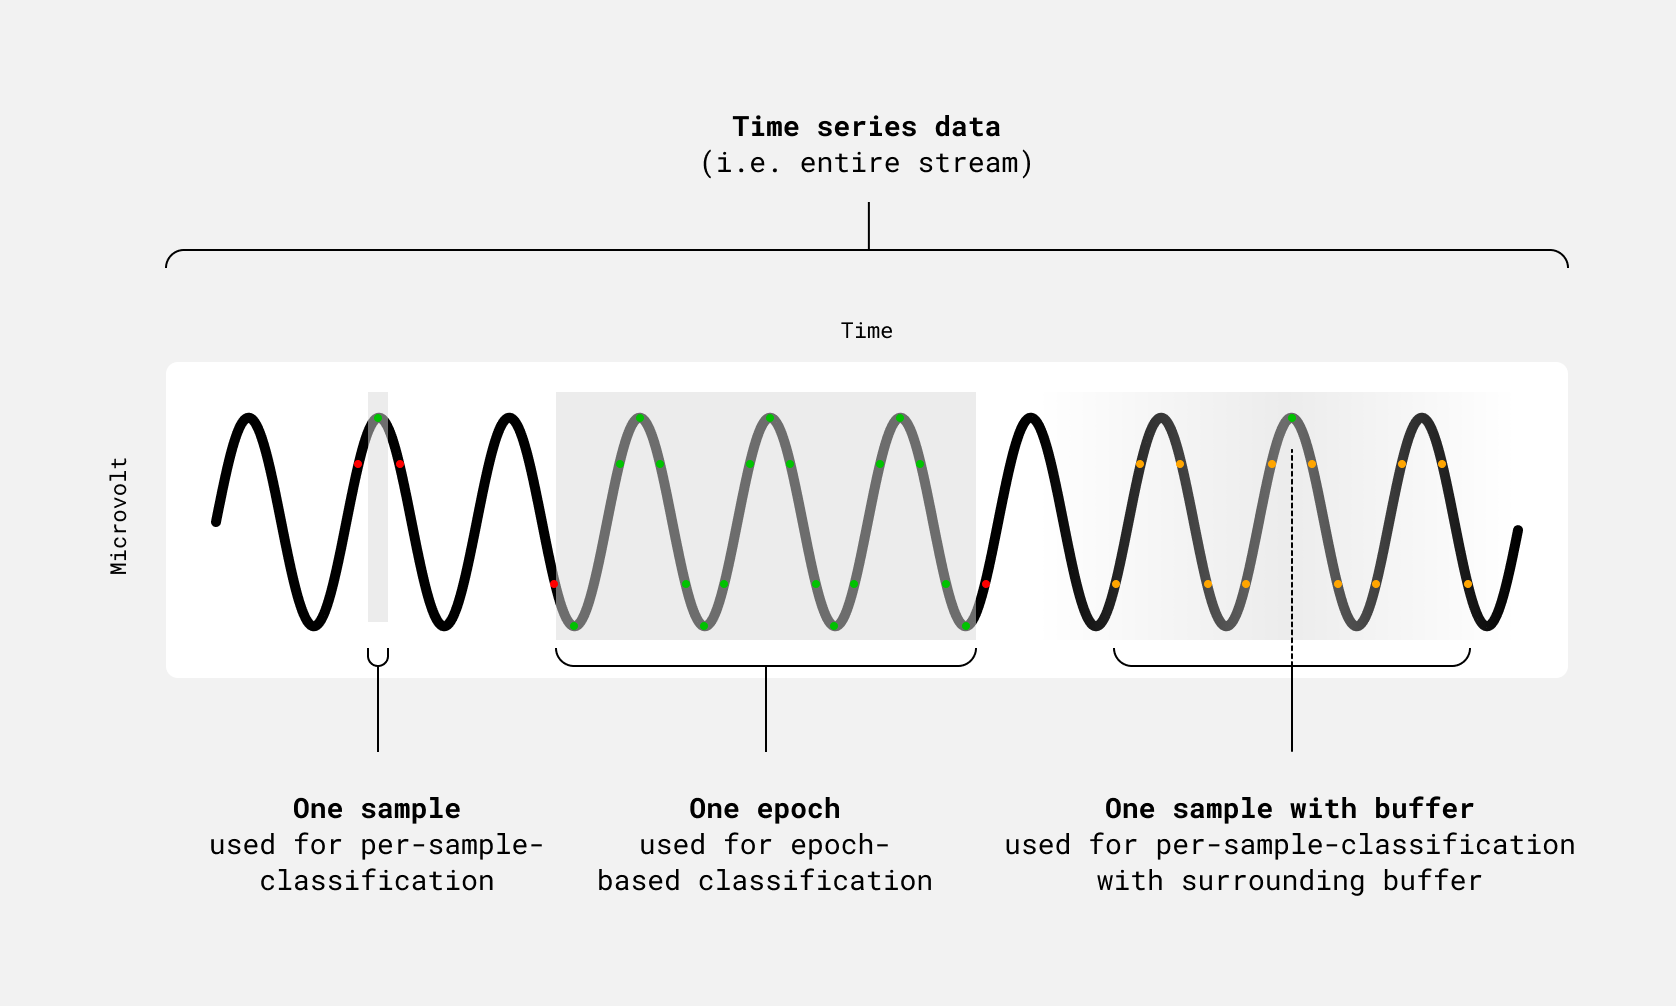 Time series data
(i.e. entire stream)
Time
Microvolt
One sample
used for per-sample-
classification
One epoch
used for epoch-
based classification
One sample with buffer
used for per-sample-classification
with surrounding buffer